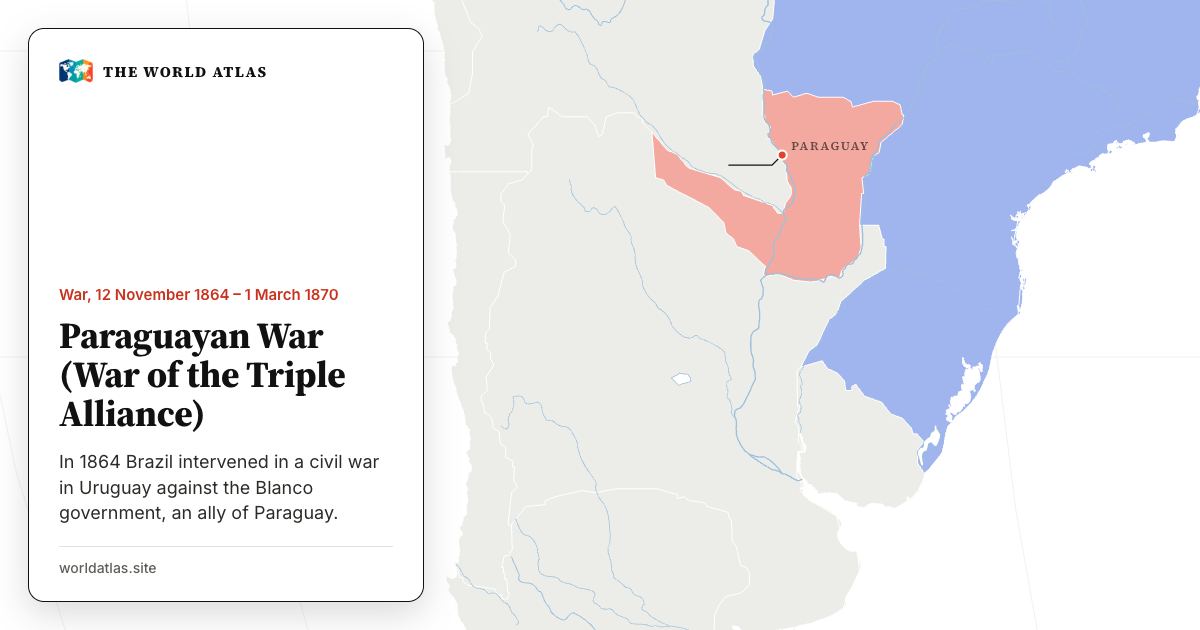 THE WORLD ATLAS
War, 12 November 1864 – 1 March 1870
Paraguayan War
(War of the Triple
Alliance)
In 1864 Brazil intervened in a civil war
in Uruguay against the Blanco
government, an ally of Paraguay.
worldatlas.site
PARAGUAY